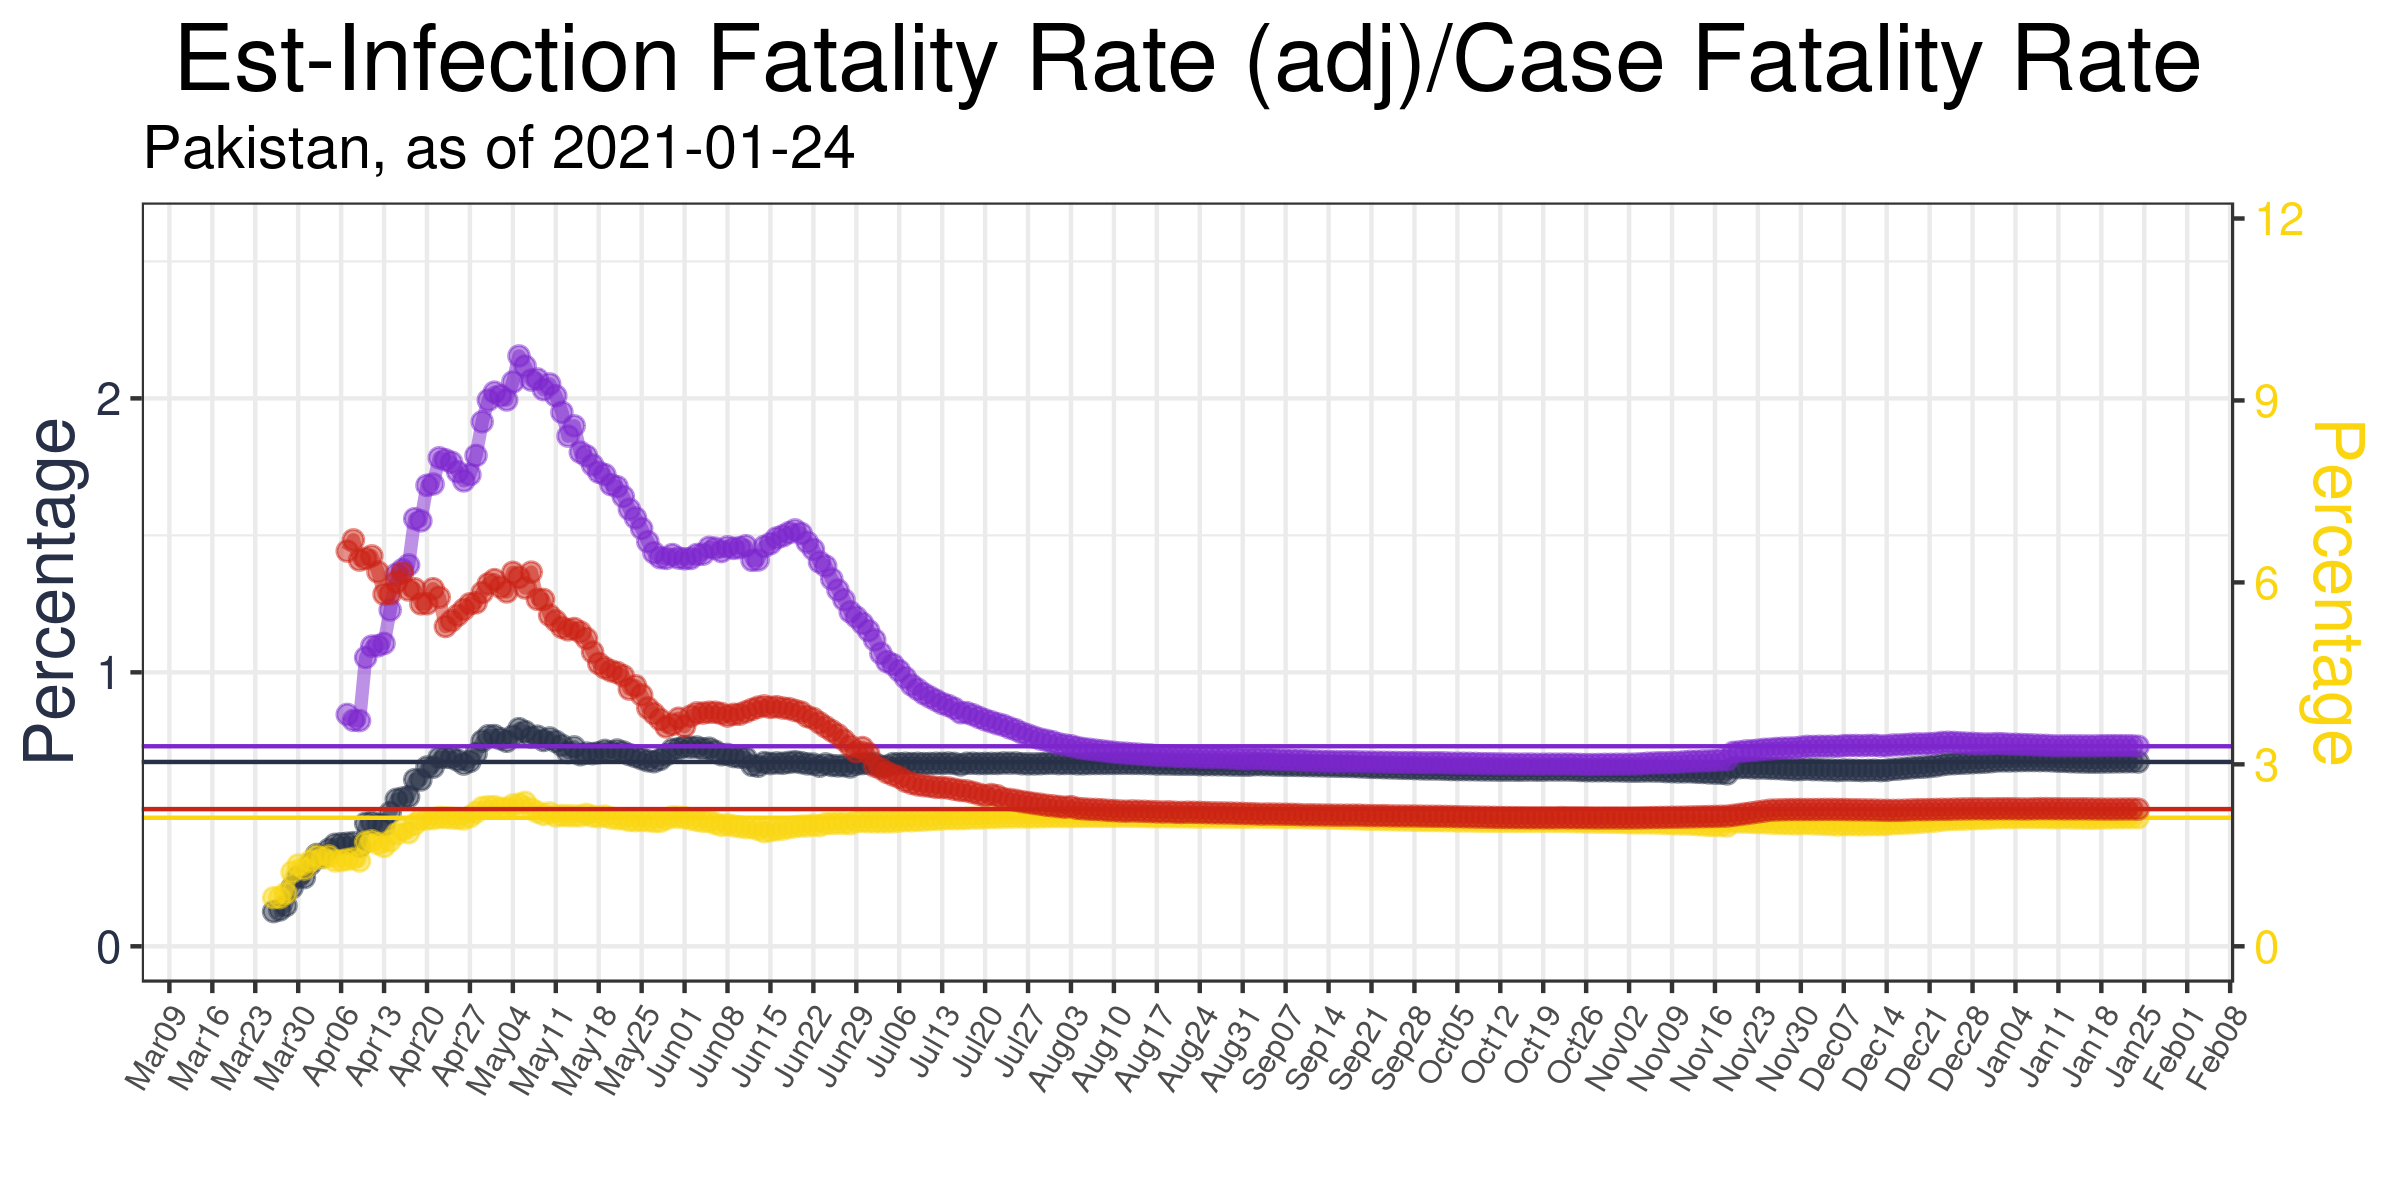 Est-Infection Fatality Rate (adj)/Case Fatality Rate
Pakistan, as of 2021-01-24
Percentage
2
1
0
12
9
6
3
0
Percentage
Mar09
Mar16
Mar23
Mar30
Apr06
Apr13
Apr20
Apr27
May04
May11
May18
May25
Jun01
Jun08
Jun15
Jun22
Jun29
Jul06
Jul13
Jul20
Jul27
Aug03
Aug10
Aug17
Aug24
Aug31
Sep07
Sep14
Sep21
Sep28
Oct05
Oct12
Oct19
Oct26
Nov02
Nov09
Nov16
Nov23
Nov30
Dec07
Dec14
Dec21
Dec28
Jan04
Jan11
Jan18
Jan25
Feb01
Feb08